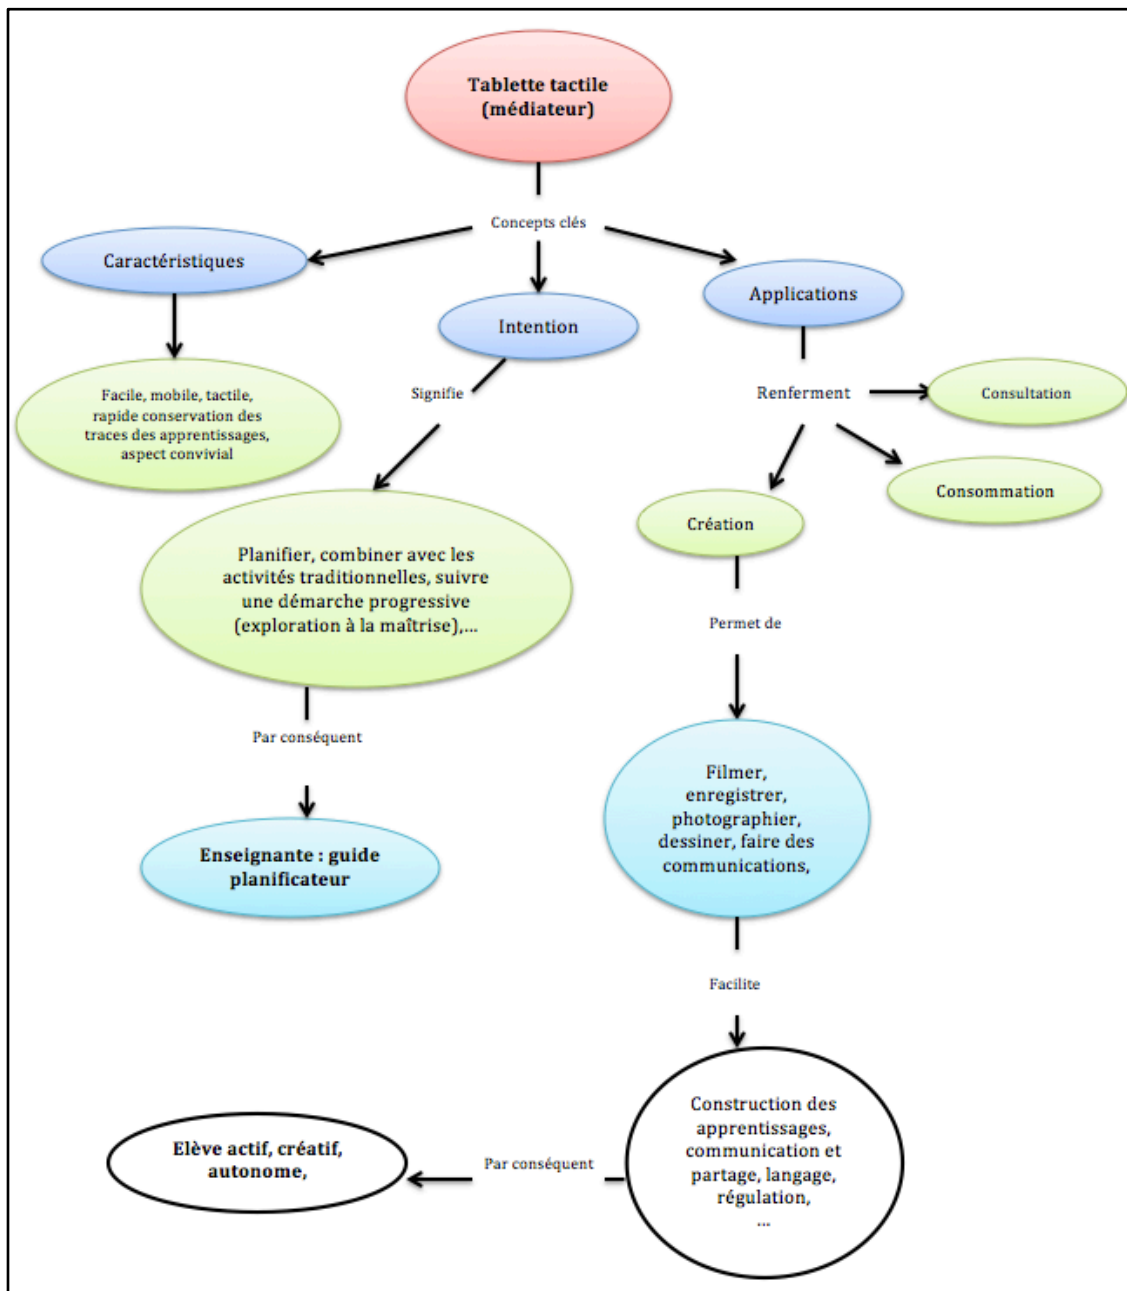 Tablette tactile
(médiateur)
Concepts clés
Caractéristiques
Intention
Applications
Facile, mobile, tactile,
rapide conservation des
traces des apprentissages,
aspect convivial
Signifie
Renferment
Consultation
Consommation
Création
Planifier, combiner avec les
activités traditionnelles, suivre
une démarche progressive
(exploration à la maîtrise),...
Permet de
Par conséquent
Filmer,
enregistrer,
photographier,
dessiner, faire des
communications,
Enseignante : guide
planificateur
Facilite
Construction des
apprentissages,
communication et
partage, langage,
régulation,
...
Par conséquent
Elève actif, créatif,
autonome,